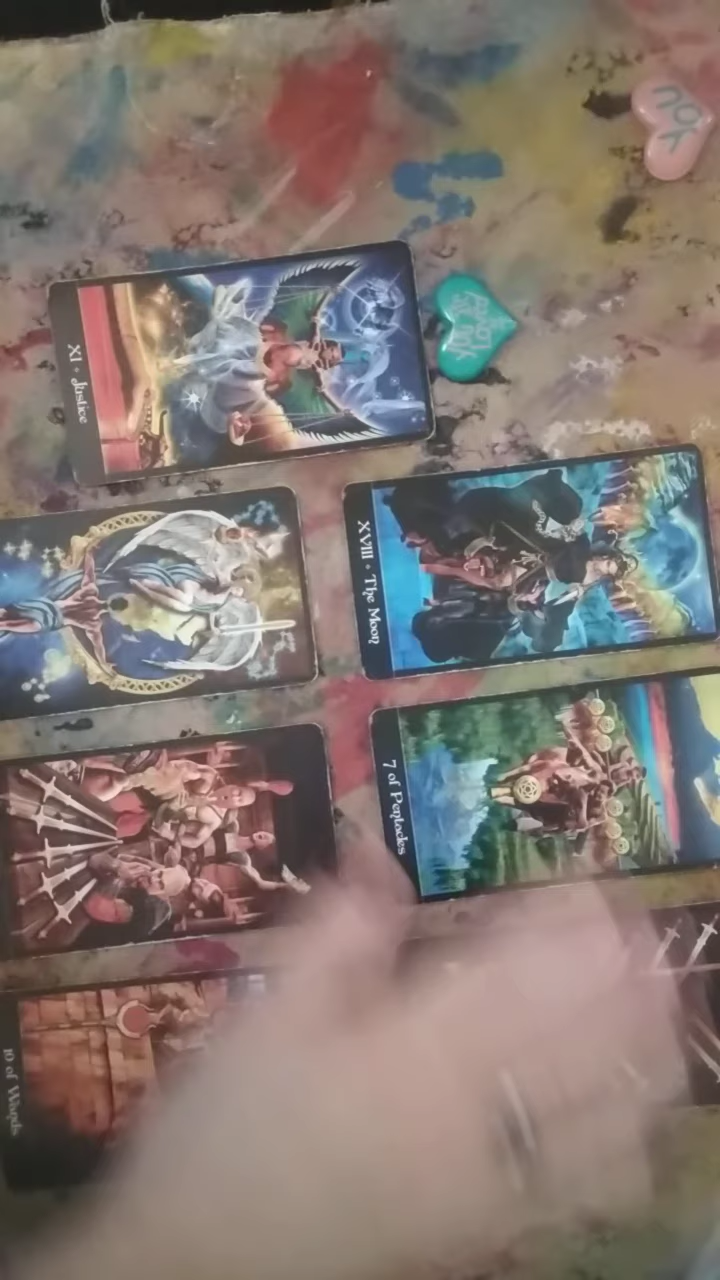 YOU
XI • Justice
XVIII • The Moon
7 of Pentacles
10 of Wands